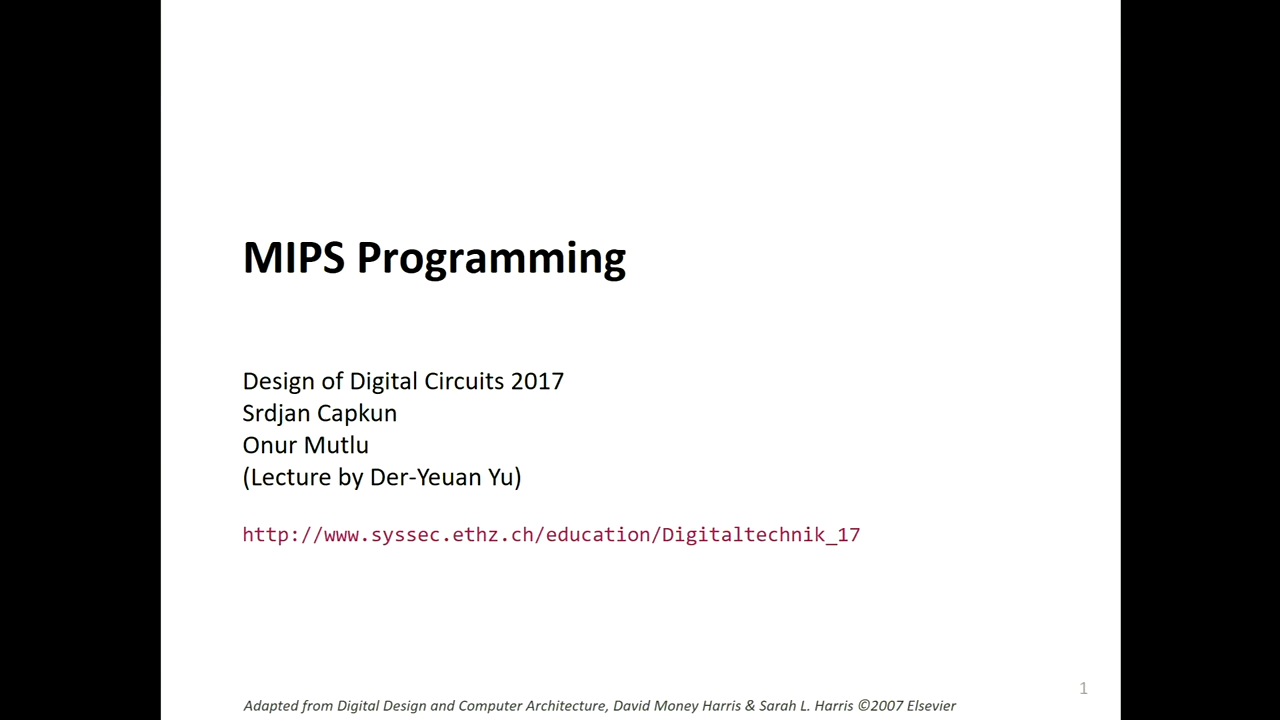 MIPS Programming
Design of Digital Circuits 2017
Srdjan Capkun
Onur Mutlu
(Lecture by Der-Yeuan Yu)
http://www.syssec.ethz.ch/education/Digitaltechnik_17
1
Adapted from Digital Design and Computer Architecture, David Money Harris & Sarah L. Harris ©2007 Elsevier